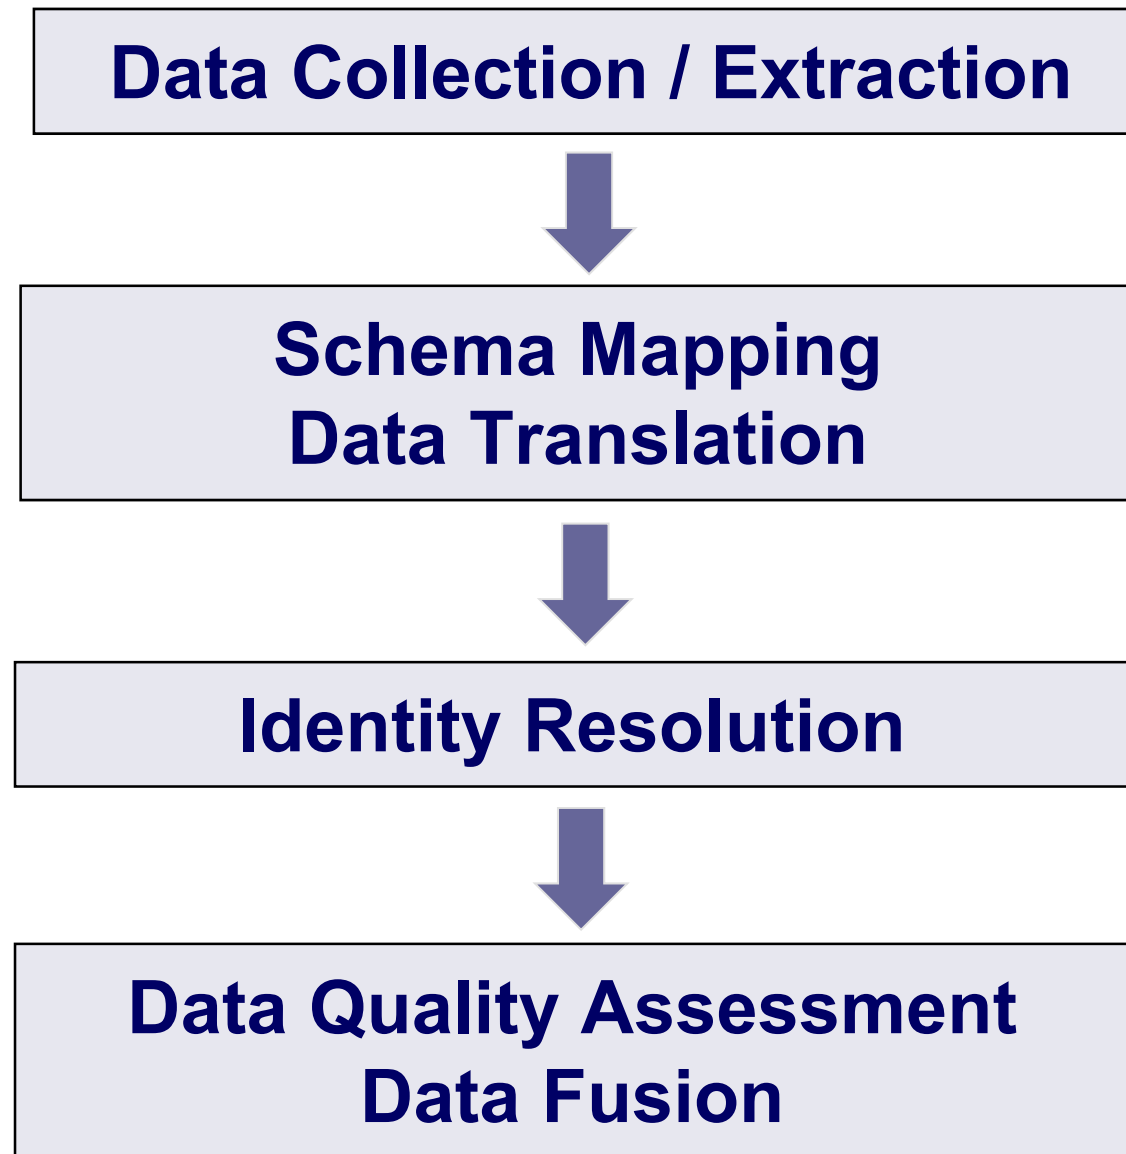 Data Collection / Extraction
Schema Mapping
Data Translation
Identity Resolution
Data Quality Assessment
Data Fusion